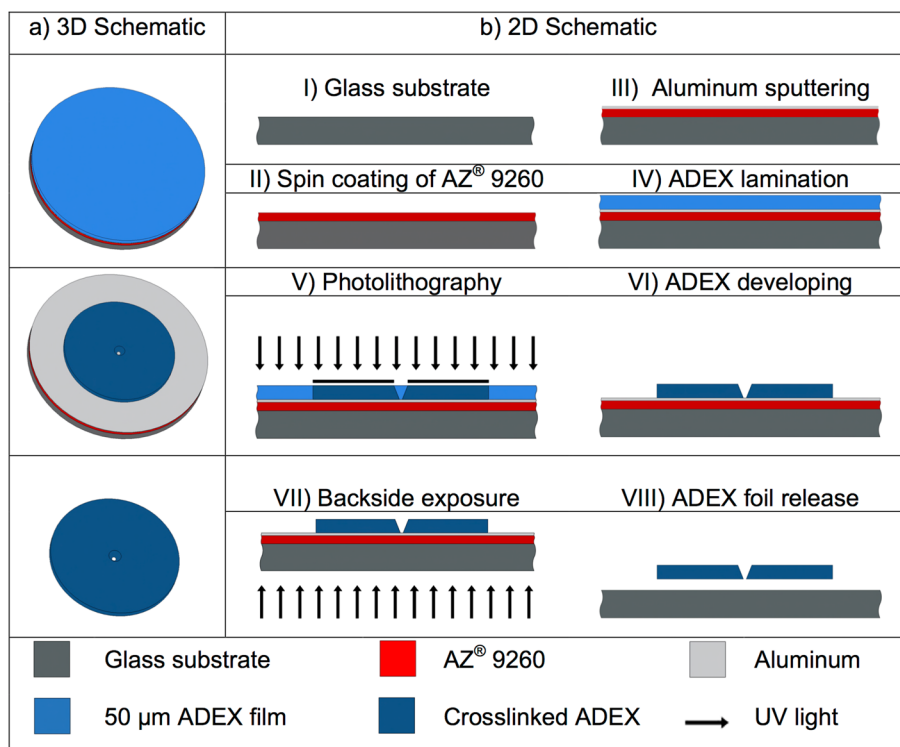 a) 3D Schematic
b) 2D Schematic
I) Glass substrate
III) Aluminum sputtering
II) Spin coating of AZ® 9260
IV) ADEX lamination
V) Photolithography
VI) ADEX developing
VII) Backside exposure
VIII) ADEX foil release
Glass substrate
AZ® 9260
Aluminum
50 µm ADEX film
Crosslinked ADEX
UV light